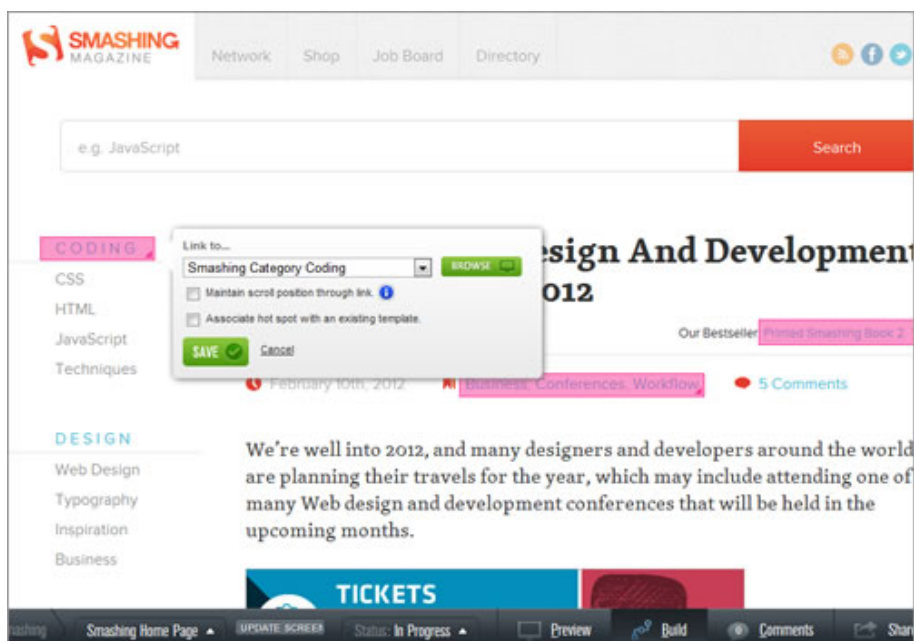 SMASHING
MAGAZINE
Network Shop Job Board Directory
e.g. JavaScript
Search
CODING
CSS
HTML
JavaScript
Techniques
Link to...
Smashing Category Coding
BROWSE
Maintain scroll position through link.
Associate hot spot with an existing template.
SAVE
Cancel
esign And Development
012
Our Bestseller Printed Smashing Book 2
February 10th, 2012 Business, Conferences, Workflow 5 Comments
DESIGN
Web Design
Typography
Inspiration
Business
We're well into 2012, and many designers and developers around the world
are planning their travels for the year, which may include attending one of
many Web design and development conferences that will be held in the
upcoming months.
TICKETS
ashing Smashing Home Page UPDATE SCREEN Status: In Progress Preview Build Comments Shar